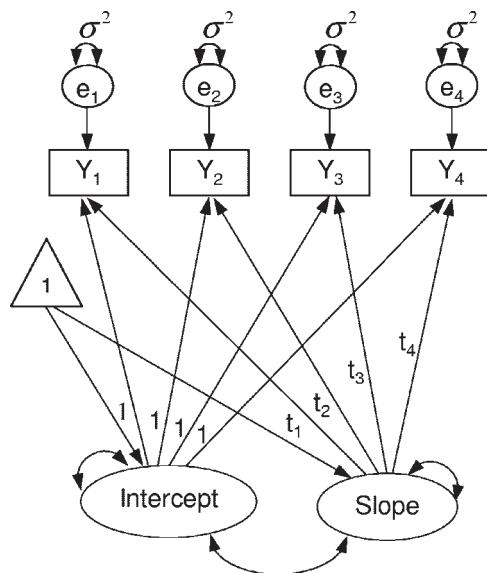 σ² σ² σ² σ²
e₁ e₂ e₃ e₄
Y₁ Y₂ Y₃ Y₄
1
t₄
t₃
t₂
t₁
1 1 1 1
Intercept Slope